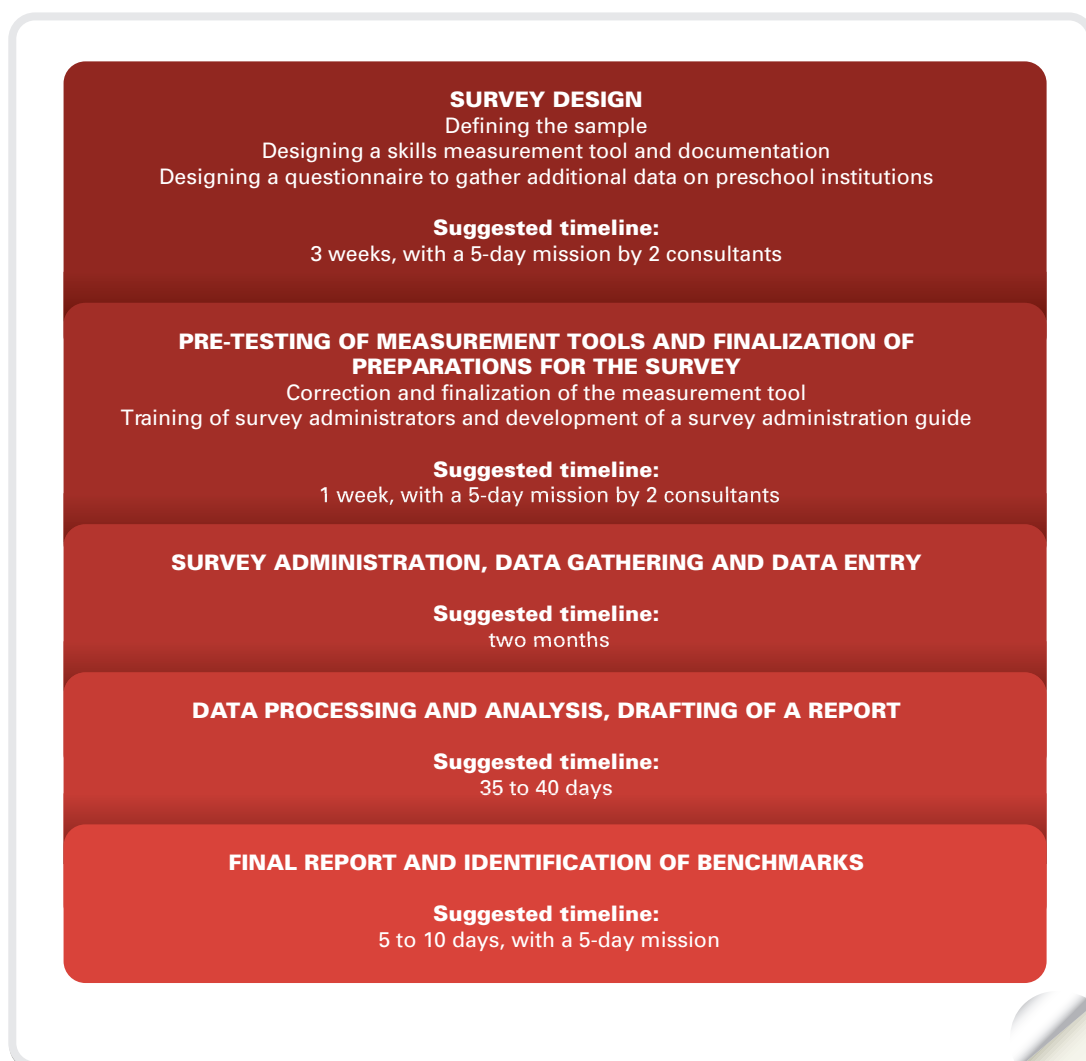 SURVEY DESIGN
Defining the sample
Designing a skills measurement tool and documentation
Designing a questionnaire to gather additional data on preschool institutions
Suggested timeline:
3 weeks, with a 5-day mission by 2 consultants
PRE-TESTING OF MEASUREMENT TOOLS AND FINALIZATION OF
PREPARATIONS FOR THE SURVEY
Correction and finalization of the measurement tool
Training of survey administrators and development of a survey administration guide
Suggested timeline:
1 week, with a 5-day mission by 2 consultants
SURVEY ADMINISTRATION, DATA GATHERING AND DATA ENTRY
Suggested timeline:
two months
DATA PROCESSING AND ANALYSIS, DRAFTING OF A REPORT
Suggested timeline:
35 to 40 days
FINAL REPORT AND IDENTIFICATION OF BENCHMARKS
Suggested timeline:
5 to 10 days, with a 5-day mission